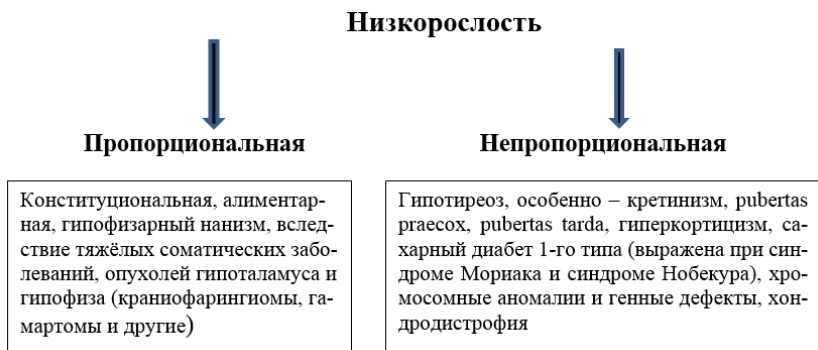 Низкорослость
Пропорциональная
Непропорциональная
Конституциональная, алиментар-
ная, гипофизарный нанизм, вслед-
ствие тяжёлых соматических забо-
леваний, опухолей гипоталамуса и
гипофиза (краниофарингиомы, га-
мартомы и другие)
Гипотиреоз, особенно – кретинизм, pubertas
praecox, pubertas tarda, гиперкортицизм, са-
харный диабет 1-го типа (выражена при син-
дроме Мориака и синдроме Нобекура), хро-
мосомные аномалии и генные дефекты, хон-
дродистрофия